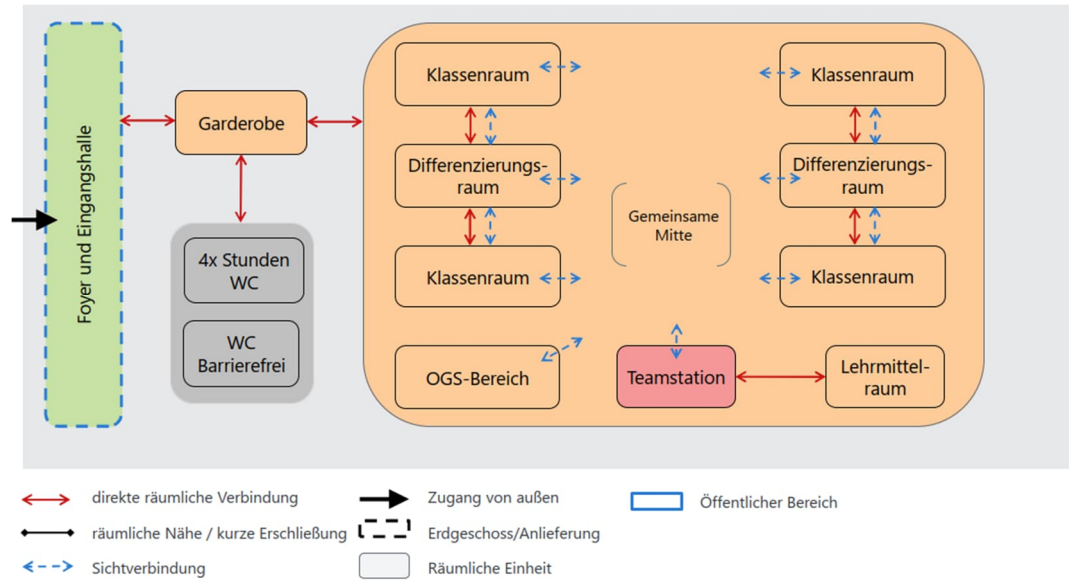 Foyer und Eingangshalle
Garderobe
4x Stunden
WC
WC
Barrierefrei
Klassenraum
Differenzierungs-
raum
Klassenraum
OGS-Bereich
Gemeinsame
Mitte
Teamstation
Klassenraum
Differenzierungs-
raum
Klassenraum
Lehrmittel-
raum
direkte räumliche Verbindung
räumliche Nähe / kurze Erschließung
Sichtverbindung
Zugang von außen
Erdgeschoss/Anlieferung
Räumliche Einheit
Öffentlicher Bereich